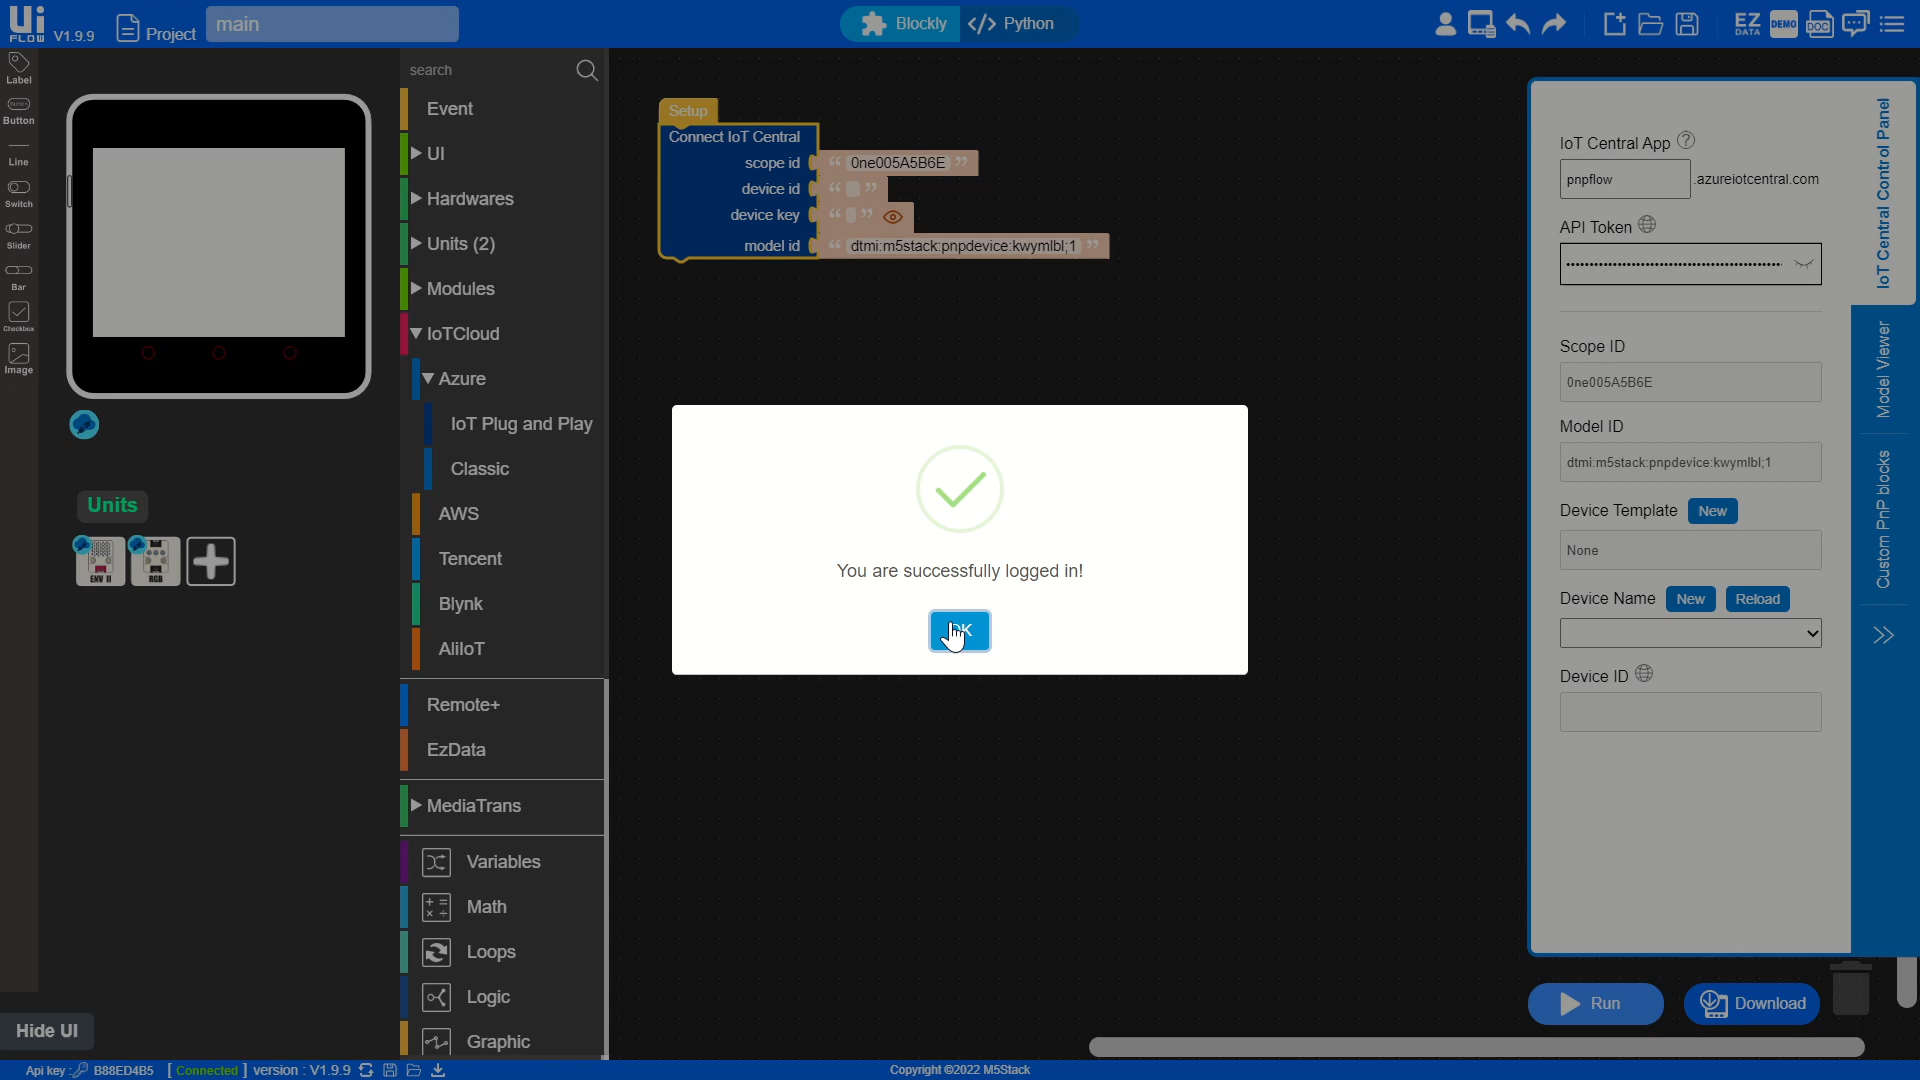 Ui FLOW V1.9.9 Project main Blockly </> Python EZ DATA DEMO DOC
Label
Button
Button
Line
Switch
Slider
Bar
Checkbox
Image
Units
ENV II RGB
Hide UI
search
Event
UI
Hardwares
Units (2)
Modules
IoTCloud
Azure
IoT Plug and Play
Classic
AWS
Tencent
Blynk
AliIoT
Remote+
EzData
MediaTrans
Variables
Math
Loops
Logic
Graphic
Setup
Connect IoT Central
scope id “ 0ne005A5B6E ”
device id “ ”
device key “ ”
model id “ dtmi:m5stack:pnpdevice:kwymlbl;1 ”
You are successfully logged in!
OK
IoT Central App ?
pnpflow .azureiotcentral.com
API Token
Scope ID
0ne005A5B6E
Model ID
dtmi:m5stack:pnpdevice:kwymlbl;1
Device Template New
None
Device Name New Reload
Device ID
IoT Central Control Panel
Model Viewer
Custom PnP blocks
Run Download
Api key : B88ED4B5 [ Connected ] version : V1.9.9 Copyright ©2022 M5Stack